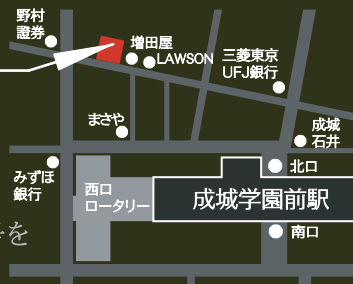 野村
證券
増田屋
LAWSON
三菱東京
UFJ銀行
まさや
成城
石井
みずほ
銀行
西口
ロータリー
北口
成城学園前駅
南口
を